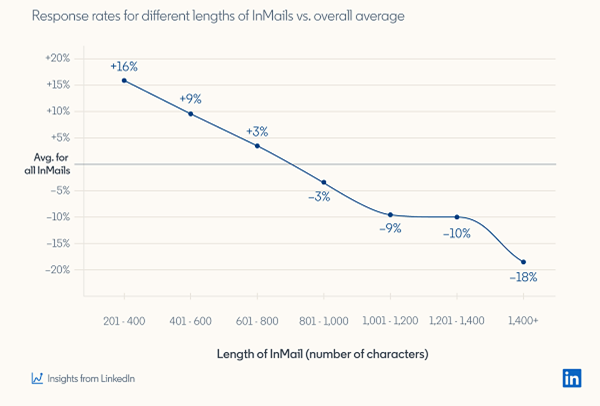 Response rates for different lengths of InMails vs. overall average
+20%
+15%
+10%
+5%
Avg. for
all InMails
–5%
–10%
–15%
–20%
+16%
+9%
+3%
–3%
–9%
–10%
–18%
201 - 400
401 - 600
601 - 800
801 - 1,000
1,001 - 1,200
1,201 - 1,400
1,400+
Length of InMail (number of characters)
Insights from LinkedIn
in